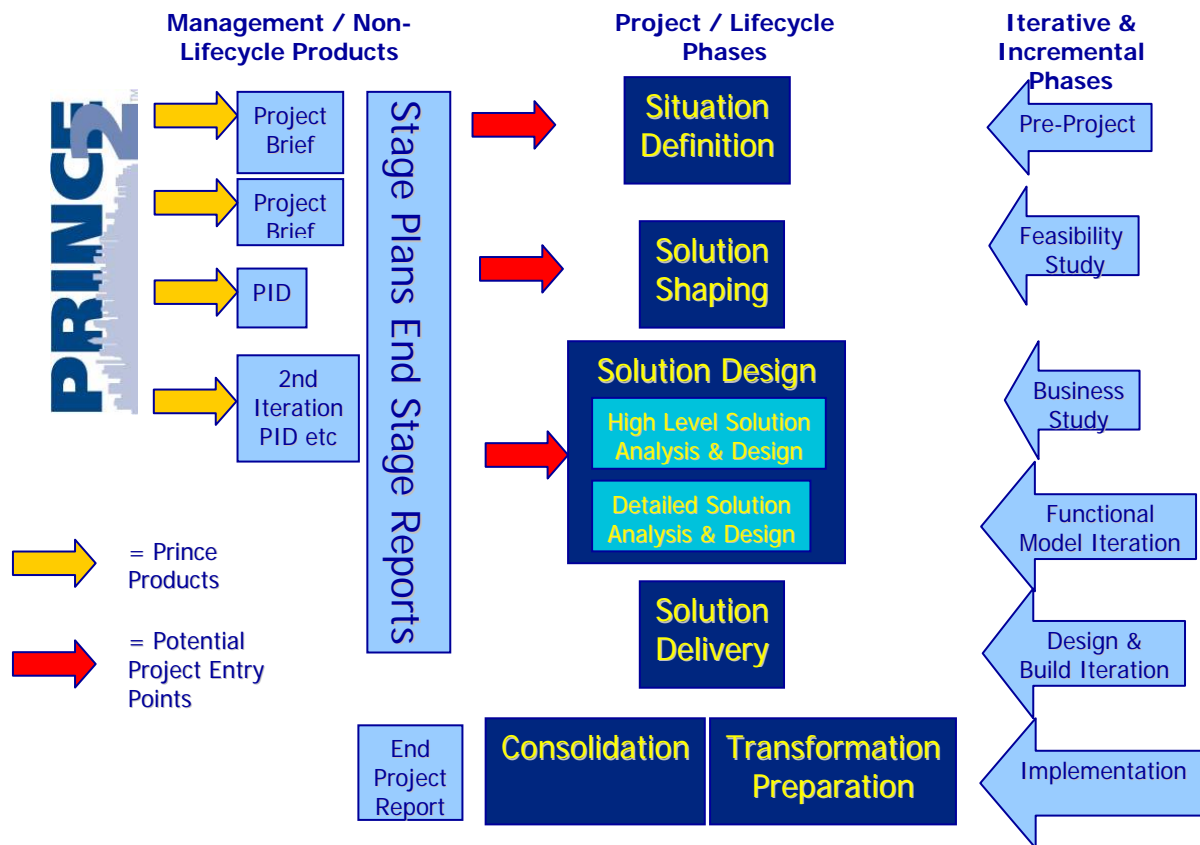 Management / Non-
Lifecycle Products
Project / Lifecycle
Phases
Iterative &
Incremental
Phases
PRINCE2™
Project
Brief
Project
Brief
PID
2nd
Iteration
PID etc
Stage Plans End Stage Reports
Situation
Definition
Solution
Shaping
Solution Design
High Level Solution
Analysis & Design
Detailed Solution
Analysis & Design
Solution
Delivery
Pre-Project
Feasibility
Study
Business
Study
Functional
Model Iteration
Design &
Build Iteration
Implementation
= Prince
Products
= Potential
Project Entry
Points
End
Project
Report
Consolidation
Transformation
Preparation